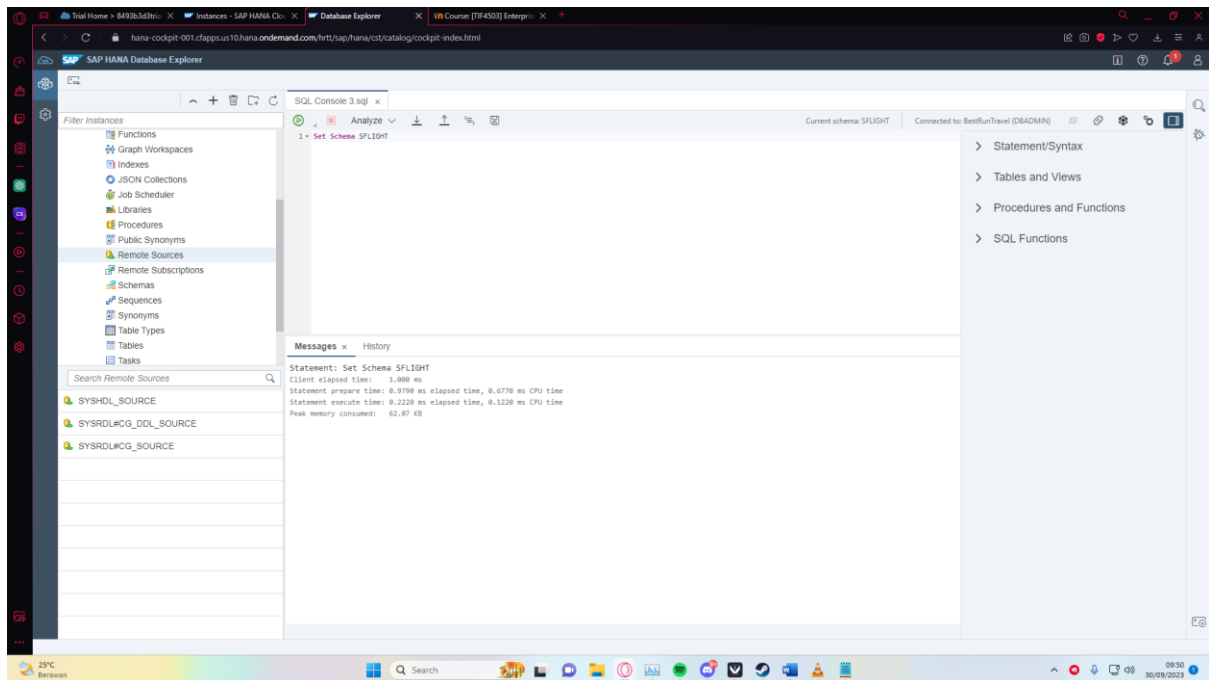 Trial Home > 8493b3d3tria
Instances - SAP HANA Clou
Database Explorer
Course: [TIF4503] Enterpris
hana-cockpit-001.cfapps.us10.hana.ondemand.com/hrtt/sap/hana/cst/catalog/cockpit-index.html
SAP SAP HANA Database Explorer
SQL Console 3.sql
Filter Instances
Analyze
Current schema: SFLIGHT
Connected to: BestRunTravel (DBADMIN)
Functions
Graph Workspaces
Indexes
JSON Collections
Job Scheduler
Libraries
Procedures
Public Synonyms
Remote Sources
Remote Subscriptions
Schemas
Sequences
Synonyms
Table Types
Tables
Tasks
Search Remote Sources
SYSHDL_SOURCE
SYSRDL#CG_DDL_SOURCE
SYSRDL#CG_SOURCE
1 Set Schema SFLIGHT
Messages
History
Statement: Set Schema SFLIGHT
Client elapsed time: 1.000 ms
Statement prepare time: 0.9790 ms elapsed time, 0.6770 ms CPU time
Statement execute time: 0.2220 ms elapsed time, 0.1220 ms CPU time
Peak memory consumed: 62.07 KB
Statement/Syntax
Tables and Views
Procedures and Functions
SQL Functions
25°C
Berawan
Search
09:50
30/09/2023